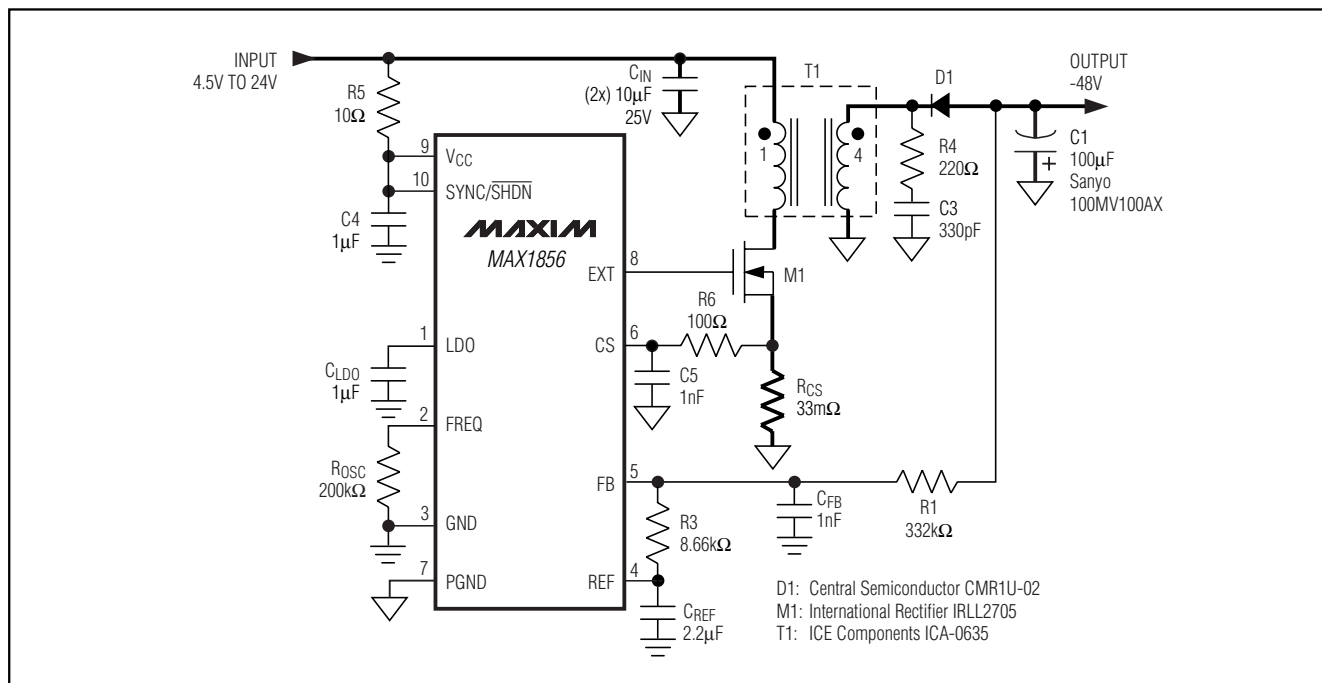 INPUT
4.5V TO 24V
R5
10Ω
CIN
(2x) 10µF
25V
T1
1
4
D1
OUTPUT
-48V
R4
220Ω
C3
330pF
C1
100µF
+
Sanyo
100MV100AX
9
VCC
10
SYNC/SHDN
C4
1µF
MAXIM
MAX1856
8
EXT
M1
R6
100Ω
6
CS
C5
1nF
RCS
33mΩ
1
LDO
CLDO
1µF
2
FREQ
ROSC
200kΩ
5
FB
CFB
1nF
R1
332kΩ
3
GND
R3
8.66kΩ
7
PGND
4
REF
CREF
2.2µF
D1: Central Semiconductor CMR1U-02
M1: International Rectifier IRLL2705
T1: ICE Components ICA-0635